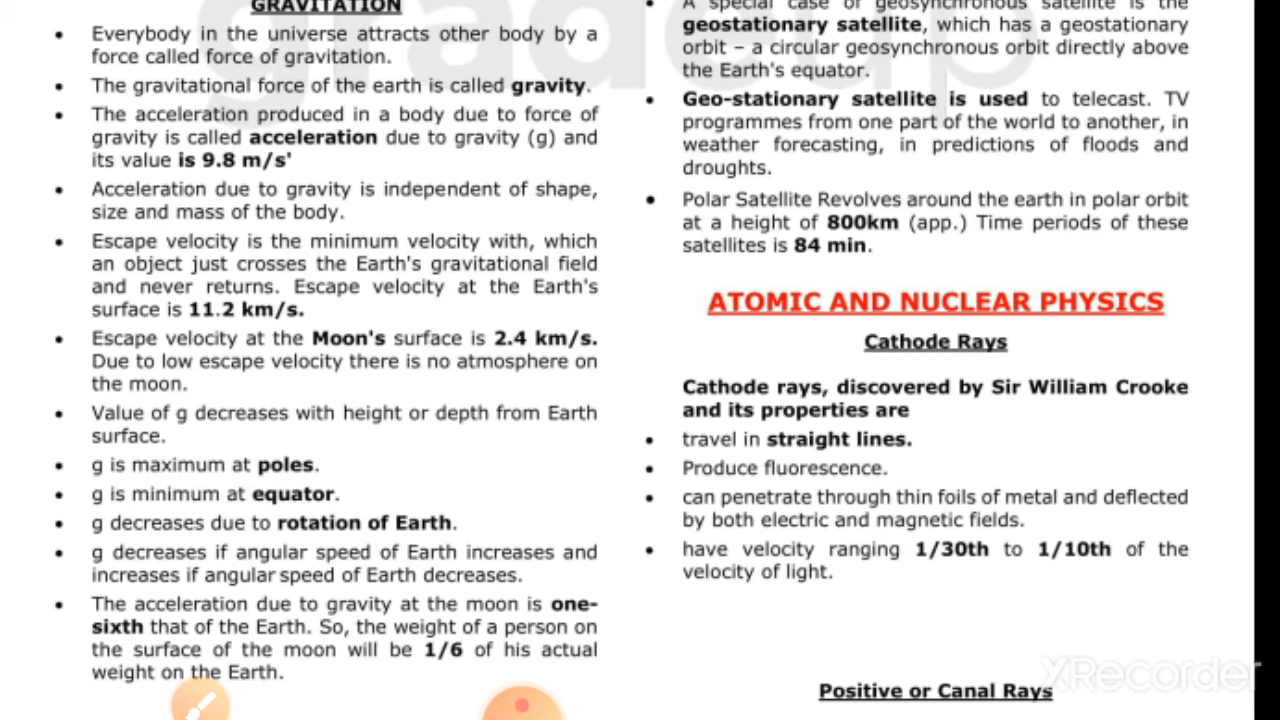 GRAVITATION
• Everybody in the universe attracts other body by a
force called force of gravitation.
• The gravitational force of the earth is called gravity.
• The acceleration produced in a body due to force of
gravity is called acceleration due to gravity (g) and
its value is 9.8 m/s'
• Acceleration due to gravity is independent of shape,
size and mass of the body.
• Escape velocity is the minimum velocity with, which
an object just crosses the Earth's gravitational field
and never returns. Escape velocity at the Earth's
surface is 11.2 km/s.
• Escape velocity at the Moon's surface is 2.4 km/s.
Due to low escape velocity there is no atmosphere on
the moon.
• Value of g decreases with height or depth from Earth
surface.
• g is maximum at poles.
• g is minimum at equator.
• g decreases due to rotation of Earth.
• g decreases if angular speed of Earth increases and
increases if angular speed of Earth decreases.
• The acceleration due to gravity at the moon is one-
sixth that of the Earth. So, the weight of a person on
the surface of the moon will be 1/6 of his actual
weight on the Earth.
• A special case of geosynchronous satellite is the
geostationary satellite, which has a geostationary
orbit – a circular geosynchronous orbit directly above
the Earth's equator.
• Geo-stationary satellite is used to telecast. TV
programmes from one part of the world to another, in
weather forecasting, in predictions of floods and
droughts.
• Polar Satellite Revolves around the earth in polar orbit
at a height of 800km (app.) Time periods of these
satellites is 84 min.
ATOMIC AND NUCLEAR PHYSICS
Cathode Rays
Cathode rays, discovered by Sir William Crooke
and its properties are
• travel in straight lines.
• Produce fluorescence.
• can penetrate through thin foils of metal and deflected
by both electric and magnetic fields.
• have velocity ranging 1/30th to 1/10th of the
velocity of light.
Positive or Canal Rays
gradeup
XRecorder